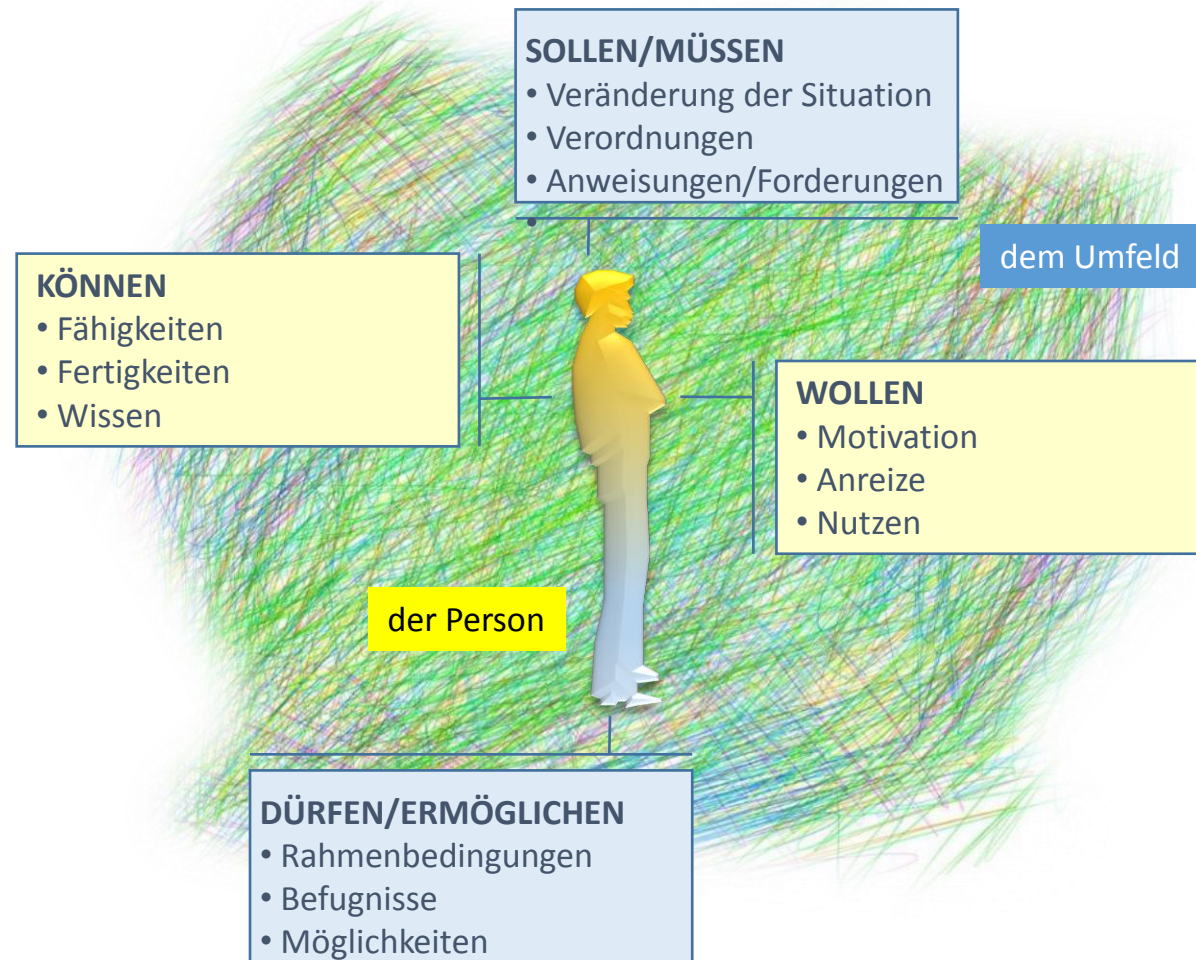 SOLLEN/MÜSSEN
• Veränderung der Situation
• Verordnungen
• Anweisungen/Forderungen
•
dem Umfeld
KÖNNEN
• Fähigkeiten
• Fertigkeiten
• Wissen
WOLLEN
• Motivation
• Anreize
• Nutzen
der Person
DÜRFEN/ERMÖGLICHEN
• Rahmenbedingungen
• Befugnisse
• Möglichkeiten